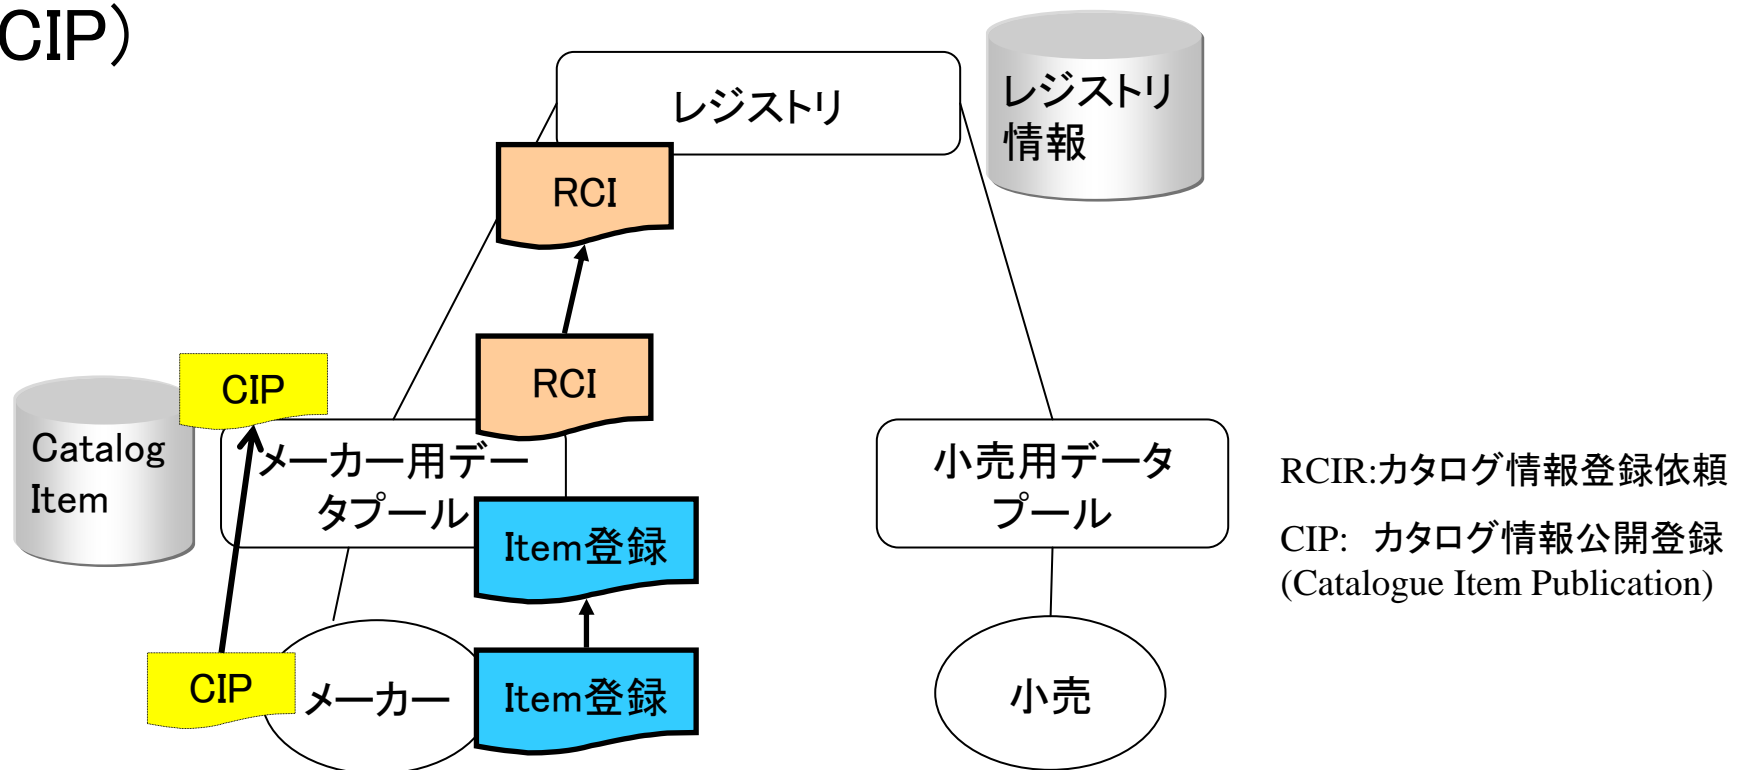 CIP）
レジストリ
レジストリ
情報
RCI
RCI
CIP
Catalog
Item
メーカー用デー
タプール
Item登録
小売用データ
プール
RCIR:カタログ情報登録依頼
CIP: カタログ情報公開登録
(Catalogue Item Publication)
CIP
メーカー
Item登録
小売